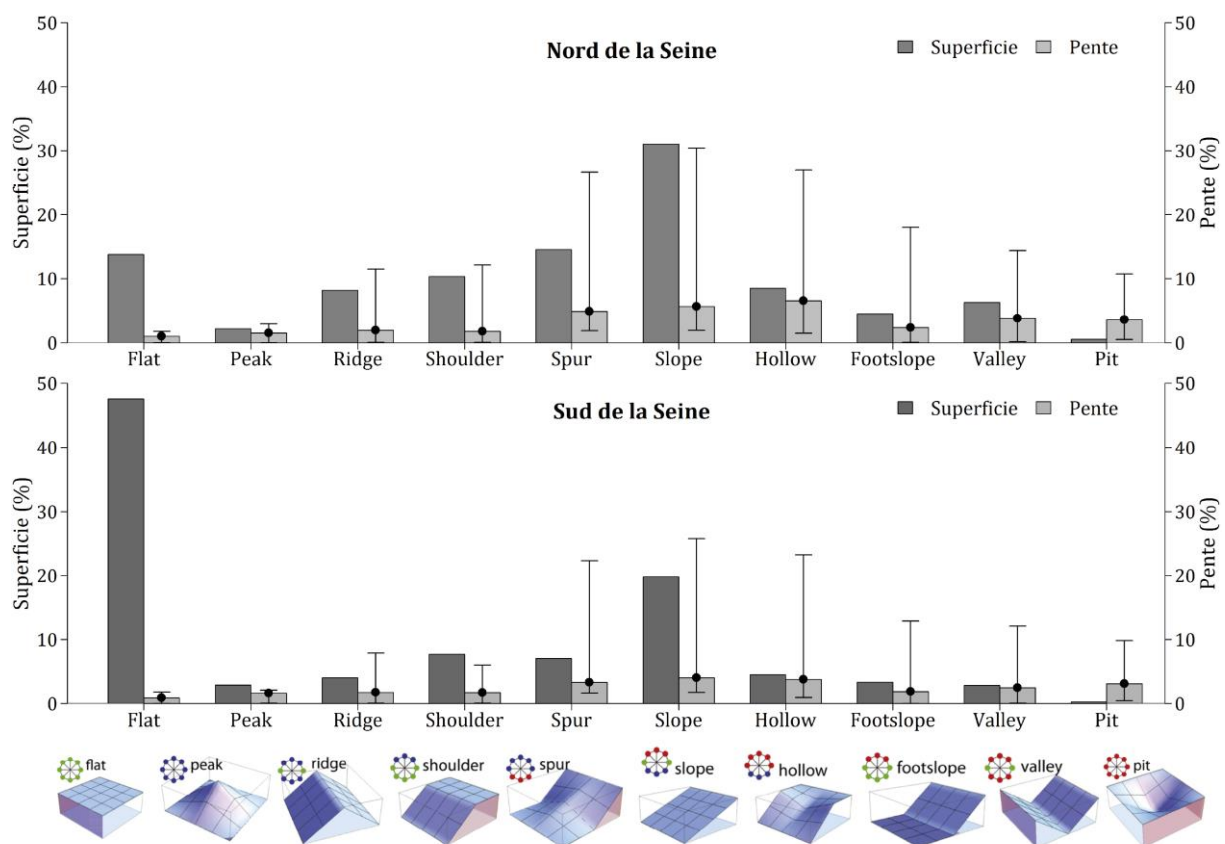 Nord de la Seine
Superficie Pente
Superficie (%)
50
40
30
20
10
0
Pente (%)
50
40
30
20
10
0
Flat Peak Ridge Shoulder Spur Slope Hollow Footslope Valley Pit
Sud de la Seine
Superficie Pente
Superficie (%)
50
40
30
20
10
0
Pente (%)
50
40
30
20
10
0
Flat Peak Ridge Shoulder Spur Slope Hollow Footslope Valley Pit
flat peak ridge shoulder spur slope hollow footslope valley pit